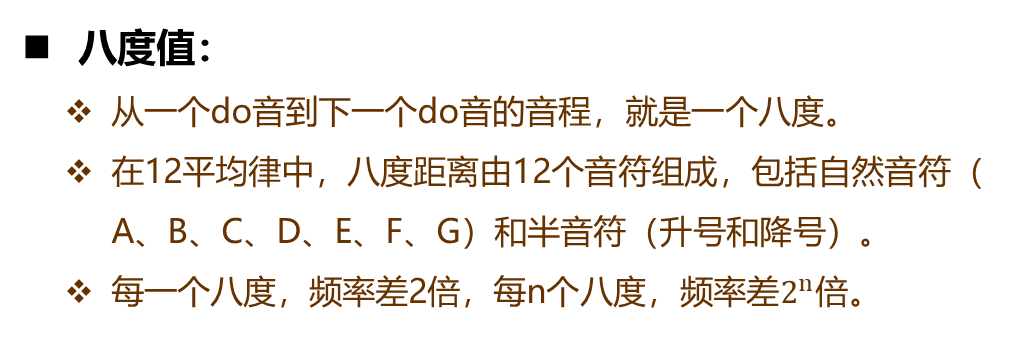 ■ 八度值：
❖ 从一个do音到下一个do音的音程，就是一个八度。
❖ 在12平均律中，八度距离由12个音符组成，包括自然音符（
A、B、C、D、E、F、G）和半音符（升号和降号）。
❖ 每一个八度，频率差2倍，每n个八度，频率差2ⁿ倍。